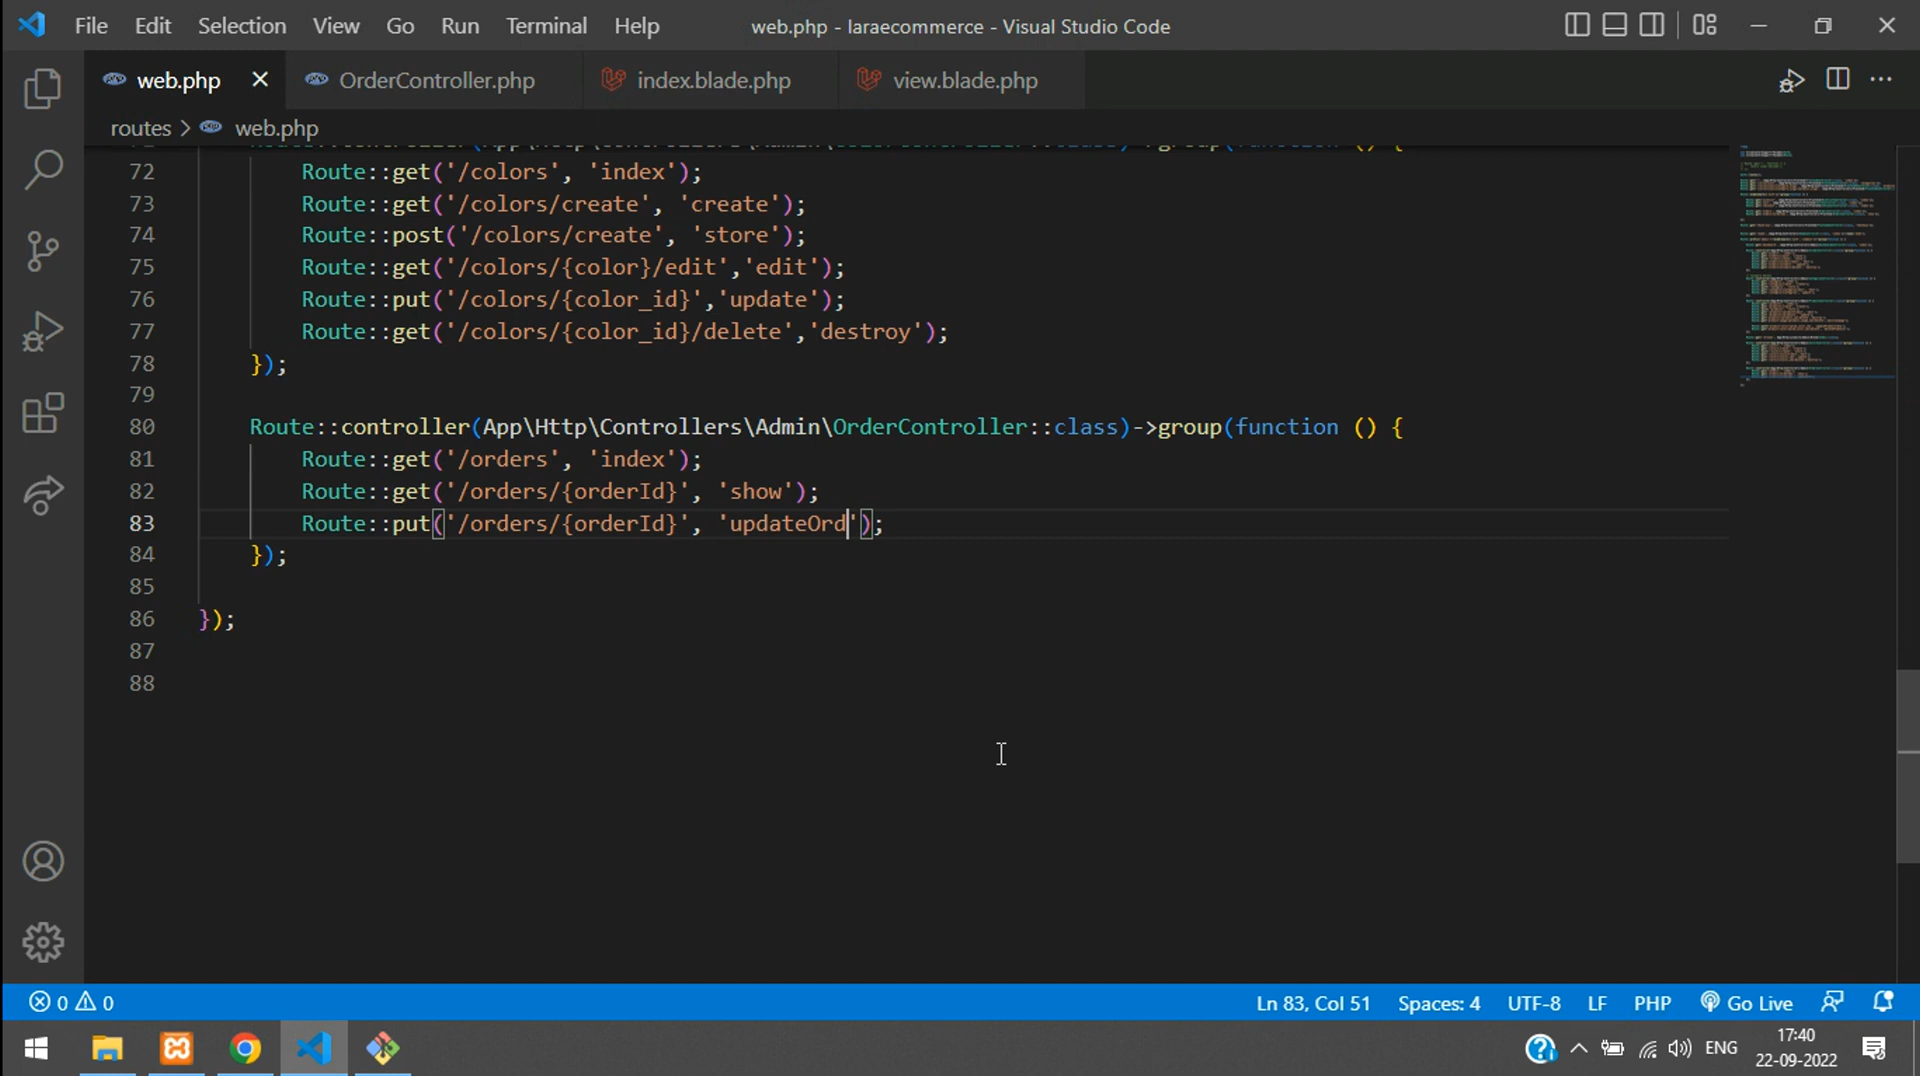 File Edit Selection View Go Run Terminal Help web.php - laraecommerce - Visual Studio Code
web.php OrderController.php index.blade.php view.blade.php
routes > web.php
72 Route::get('/colors', 'index');
73 Route::get('/colors/create', 'create');
74 Route::post('/colors/create', 'store');
75 Route::get('/colors/{color}/edit','edit');
76 Route::put('/colors/{color_id}','update');
77 Route::get('/colors/{color_id}/delete','destroy');
78 });
79
80 Route::controller(App\Http\Controllers\Admin\OrderController::class)->group(function () {
81 Route::get('/orders', 'index');
82 Route::get('/orders/{orderId}', 'show');
83 Route::put('/orders/{orderId}', 'updateOrd');
84 });
85
86 });
87
88
0 0 Ln 83, Col 51 Spaces: 4 UTF-8 LF PHP Go Live
ENG 17:40
22-09-2022